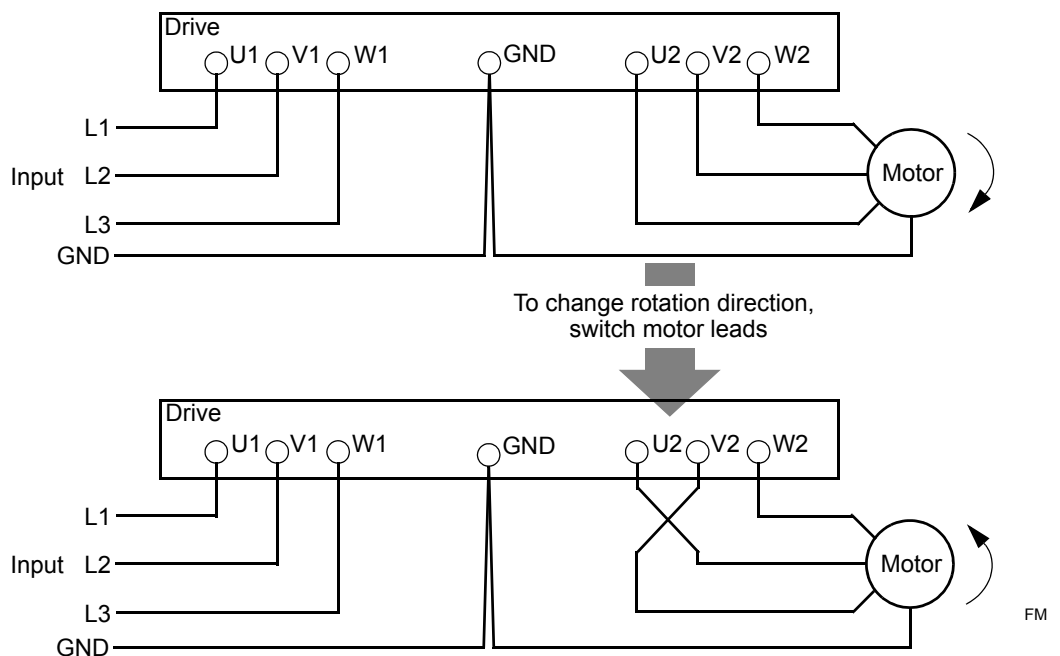 Drive
U1 V1 W1 GND U2 V2 W2
L1
Input L2
L3
GND
Motor
To change rotation direction,
switch motor leads
Drive
U1 V1 W1 GND U2 V2 W2
L1
Input L2
L3
GND
Motor
FM